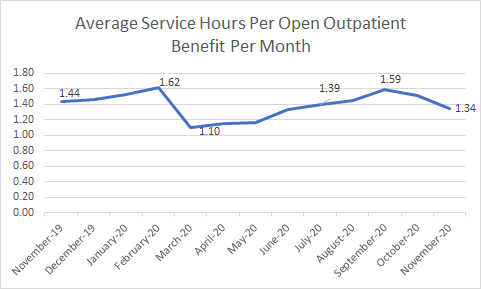 Average Service Hours Per Open Outpatient
Benefit Per Month
1.80
1.60
1.40
1.20
1.00
0.80
0.60
0.40
0.20
0.00
1.44
1.62
1.10
1.39
1.59
1.34
November-19
December-19
January-20
February-20
March-20
April-20
May-20
June-20
July-20
August-20
September-20
October-20
November-20